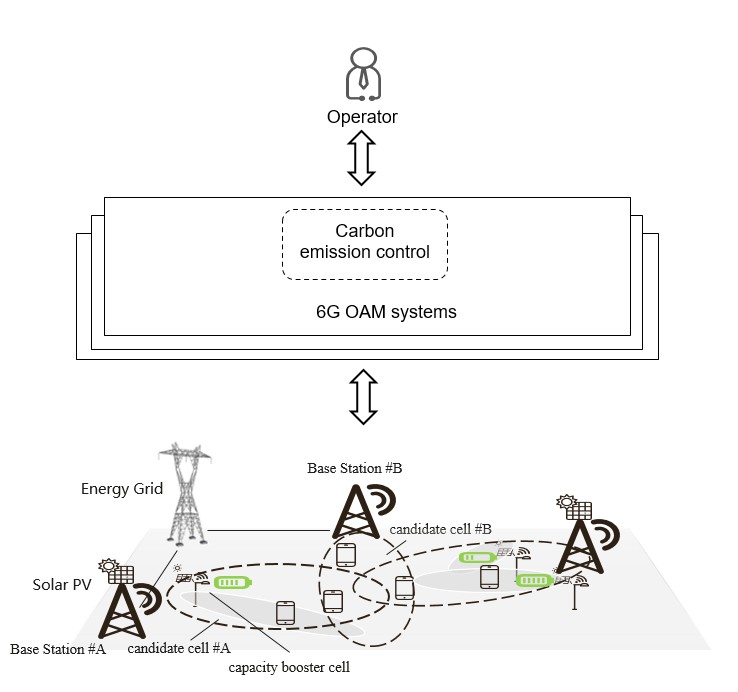 Operator
Carbon
emission control
6G OAM systems
Base Station #B
Energy Grid
candidate cell #B
Solar PV
Base Station #A
candidate cell #A
capacity booster cell